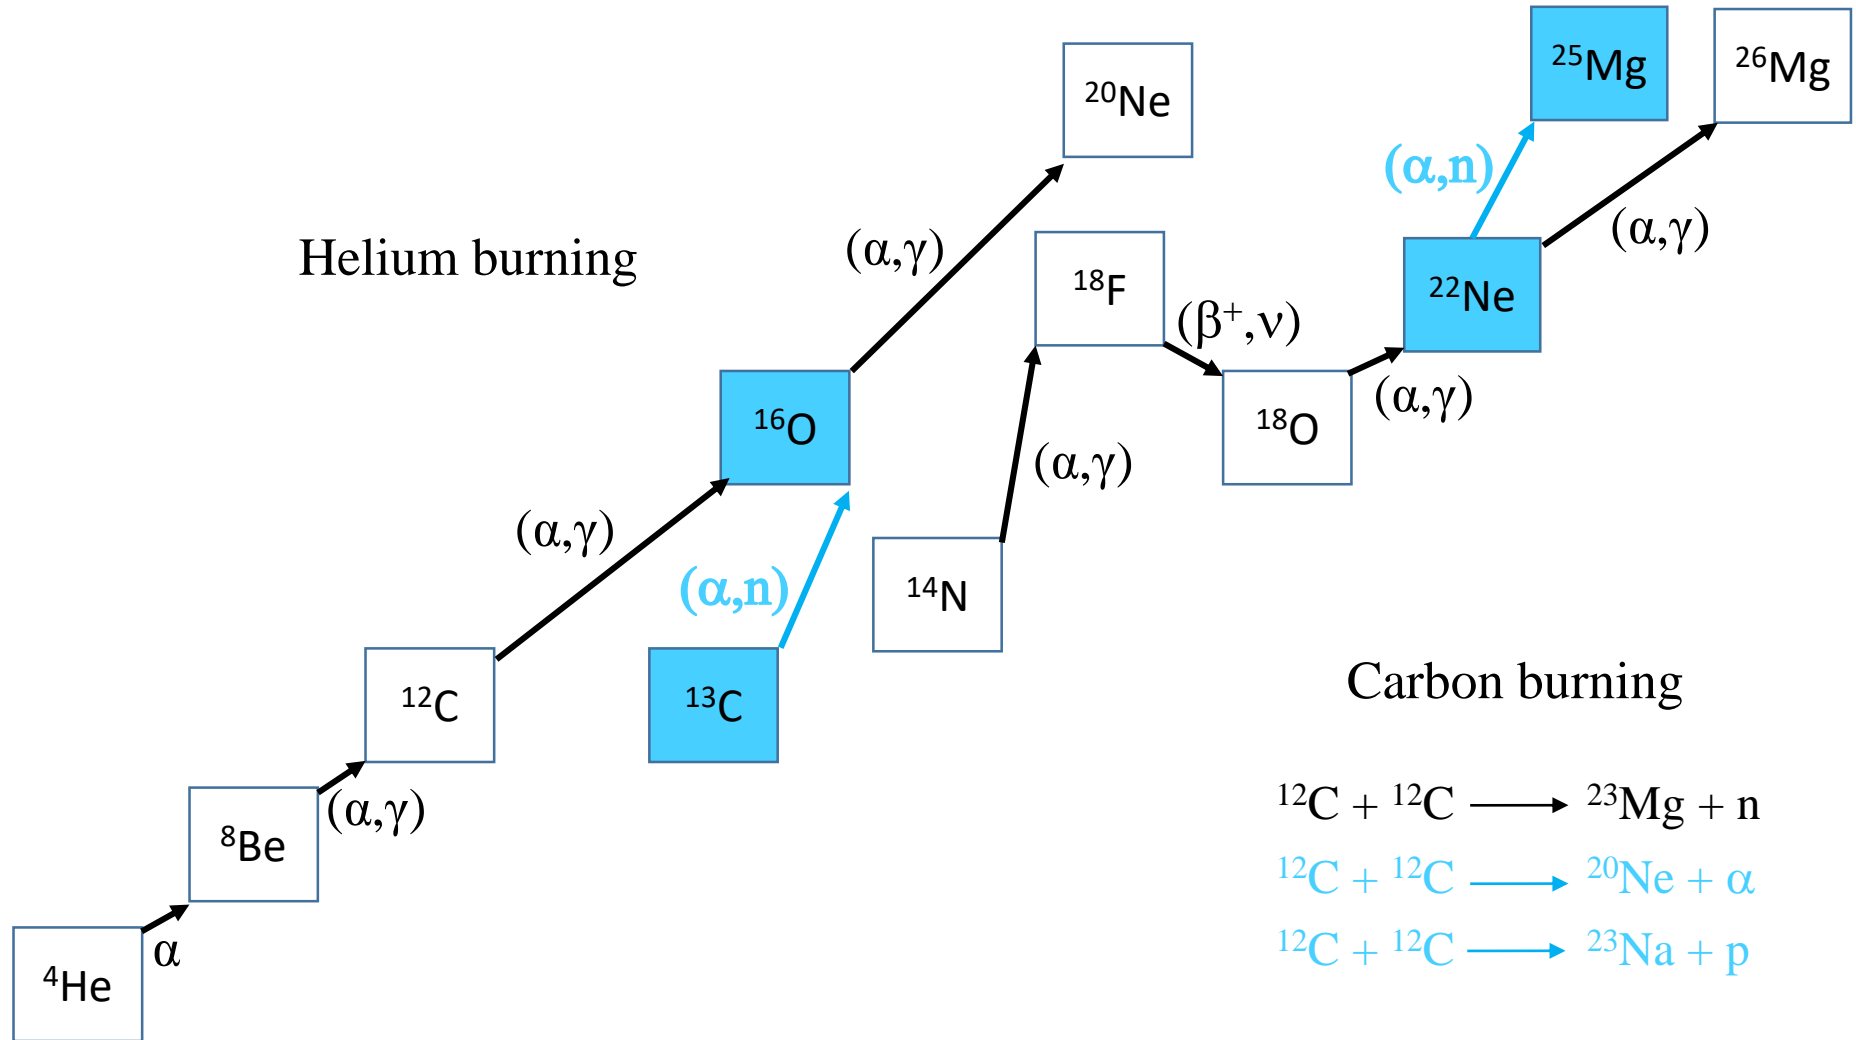 ²⁵Mg
²⁶Mg
²⁰Ne
(α,n)
(α,γ)
(α,γ)
Helium burning
¹⁸F
²²Ne
(β⁺,ν)
(α,γ)
¹⁶O
¹⁸O
(α,γ)
(α,γ)
(α,n)
¹⁴N
¹²C
¹³C
Carbon burning
(α,γ)
⁸Be
¹²C + ¹²C ⟶ ²³Mg + n
¹²C + ¹²C ⟶ ²⁰Ne + α
¹²C + ¹²C ⟶ ²³Na + p
α
⁴He